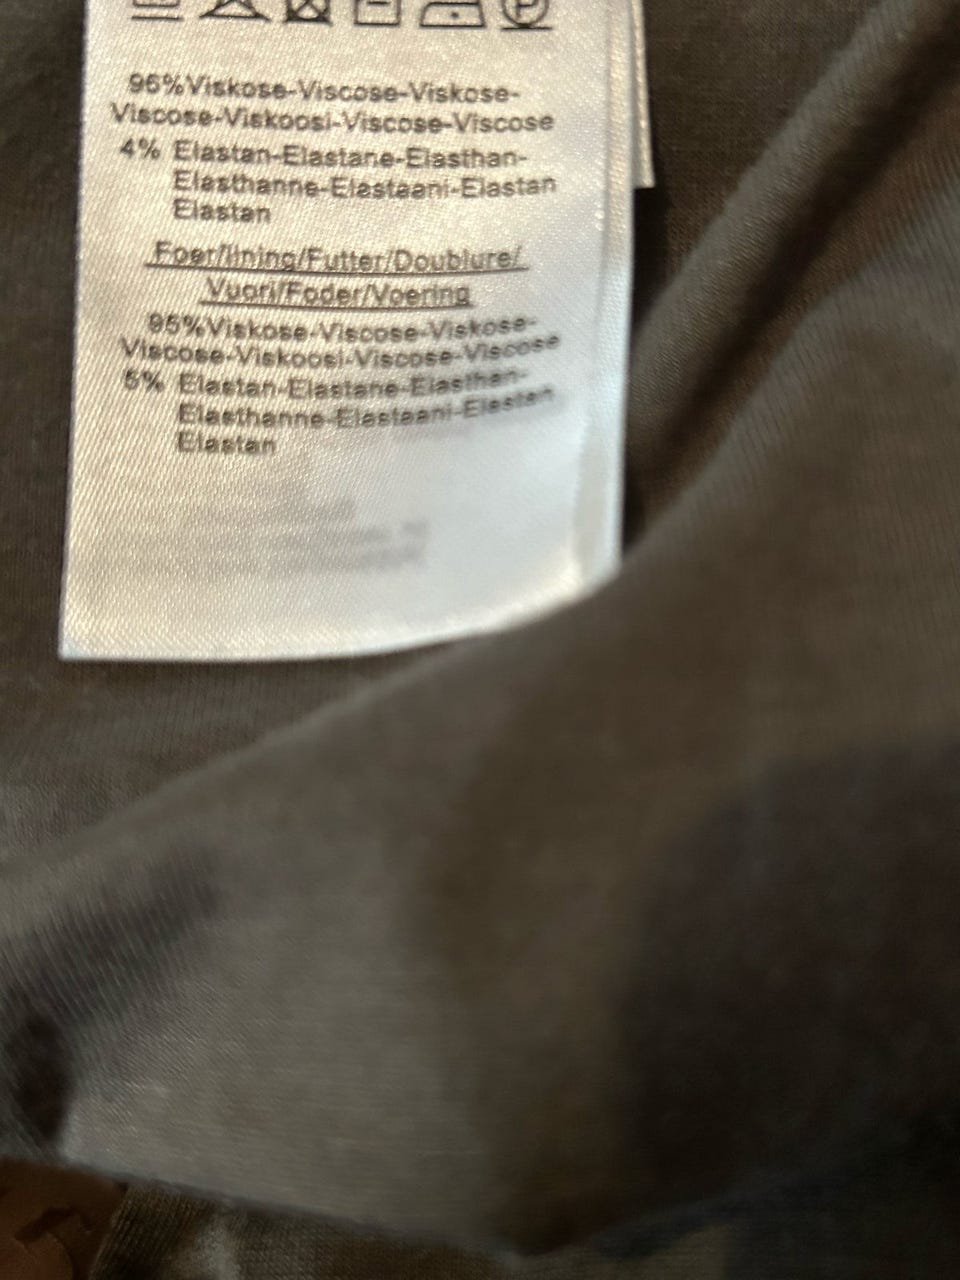 P
96%Viskose-Viscose-Viskose-
Viscose-Viskoosi-Viscose-Viscose
4% Elastan-Elastane-Elasthan-
Elasthanne-Elastaani-Elastan
Elastan
Foer/lining/Futter/Doublure/
Vuori/Foder/Voering
95%Viskose-Viscose-Viskose-
Viscose-Viskoosi-Viscose-Viscose
5% Elastan-Elastane-Elasthan-
Elasthanne-Elastaani-Elastan
Elastan